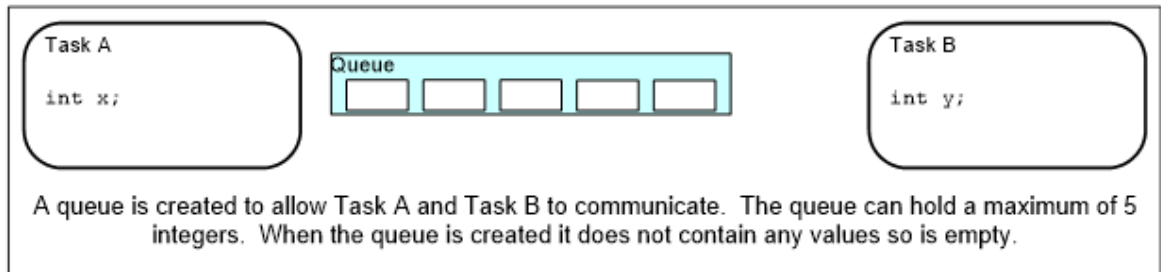 Task A
int x;
Queue
Task B
int y;
A queue is created to allow Task A and Task B to communicate.  The queue can hold a maximum of 5
integers.  When the queue is created it does not contain any values so is empty.